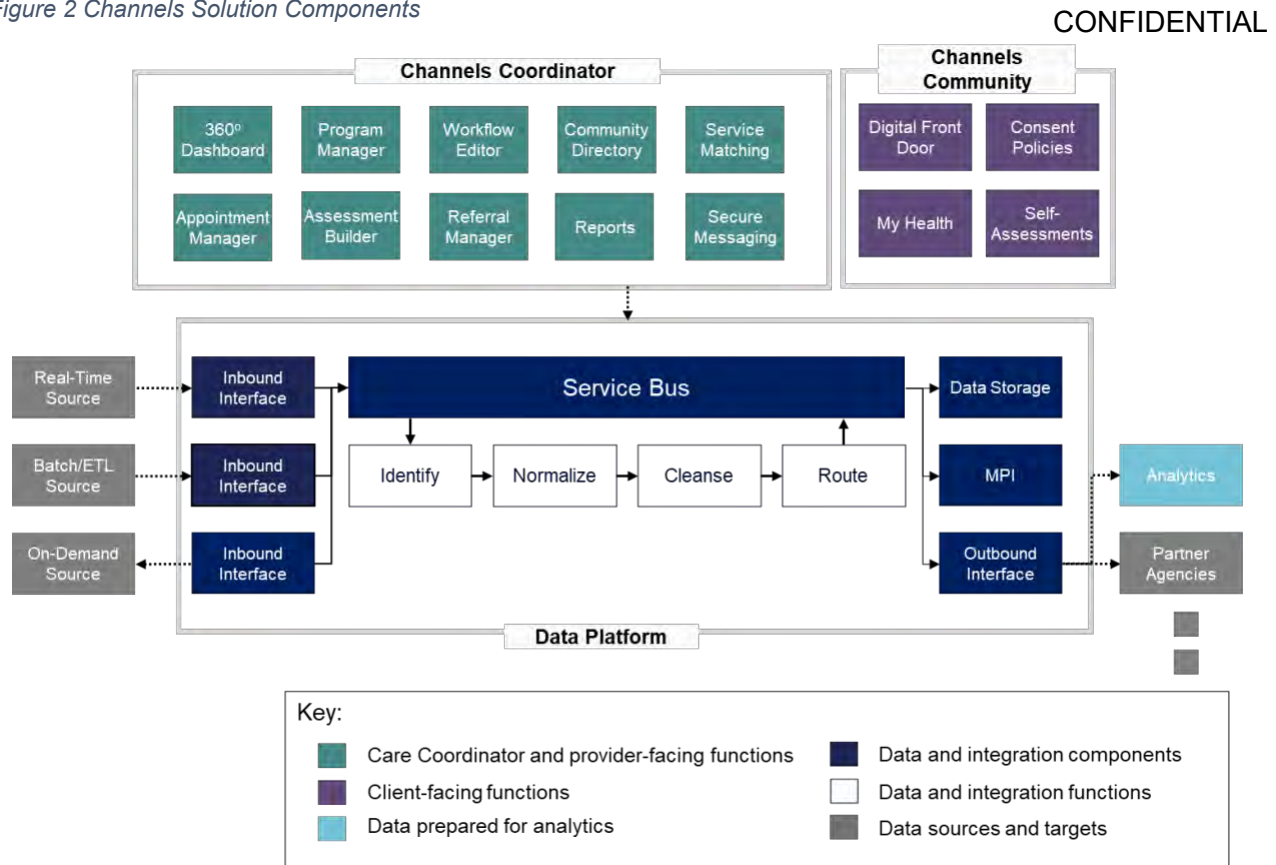 Figure 2 Channels Solution Components
CONFIDENTIAL
Channels Coordinator
Channels
Community
360º
Dashboard
Program
Manager
Workflow
Editor
Community
Directory
Service
Matching
Digital Front
Door
Consent
Policies
Appointment
Manager
Assessment
Builder
Referral
Manager
Reports
Secure
Messaging
My Health
Self-
Assessments
Real-Time
Source
Inbound
Interface
Service Bus
Data Storage
Batch/ETL
Source
Inbound
Interface
Identify
Normalize
Cleanse
Route
MPI
Analytics
On-Demand
Source
Inbound
Interface
Outbound
Interface
Partner
Agencies
Data Platform
Key:
Care Coordinator and provider-facing functions
Data and integration components
Client-facing functions
Data and integration functions
Data prepared for analytics
Data sources and targets